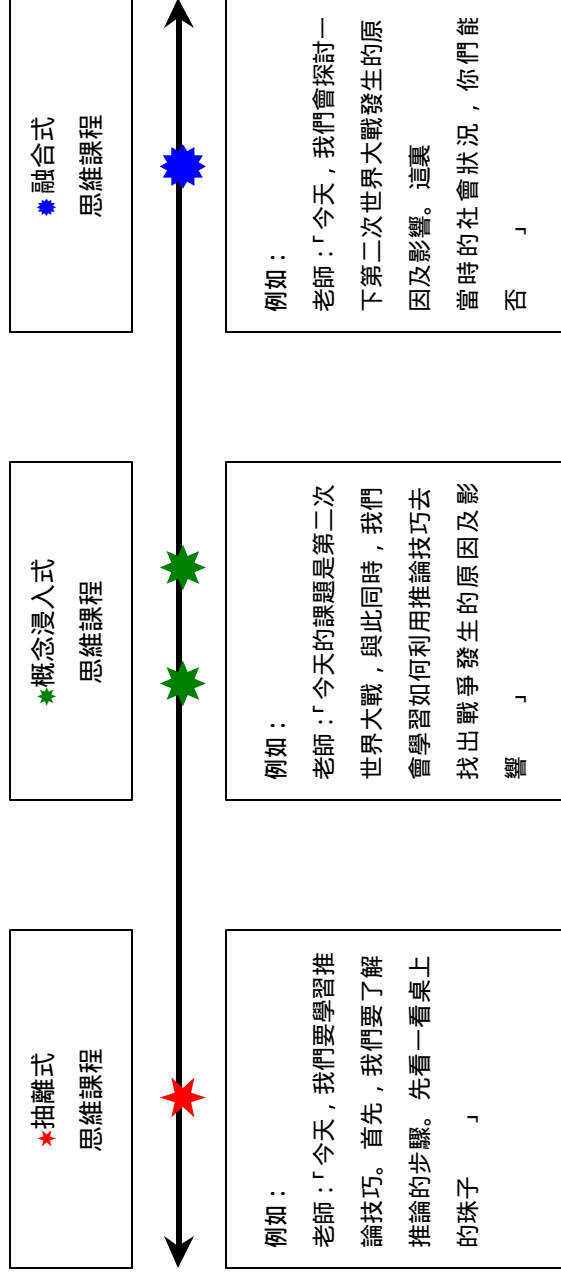 抽離式
思維課程
概念浸入式
思維課程
融合式
思維課程
例如：
老師：「今天，我們要學習推
論技巧。首先，我們要了解
推論的步驟。先看一看桌上
的珠子　　」
例如：
老師：「今天的課題是第二次
世界大戰，與此同時，我們
會學習如何利用推論技巧去
找出戰爭發生的原因及影
響　　」
例如：
老師：「今天，我們會探討一
下第二次世界大戰發生的原
因及影響。這裏
當時的社會狀況，你們能
否　　」